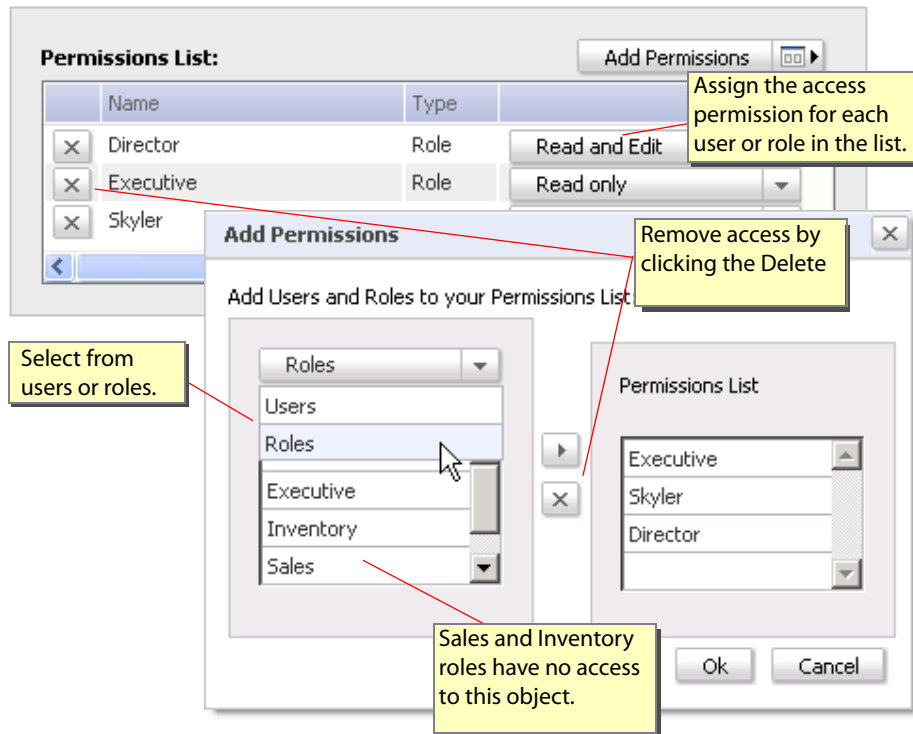 Permissions List:
Add Permissions
Assign the access
permission for each
user or role in the list.
Name
Type
Director
Role
Read and Edit
Executive
Role
Read only
Skyler
Add Permissions
Remove access by
clicking the Delete
Add Users and Roles to your Permissions List:
Select from
users or roles.
Roles
Users
Roles
Executive
Inventory
Sales
Permissions List
Executive
Skyler
Director
Sales and Inventory
roles have no access
to this object.
Ok
Cancel